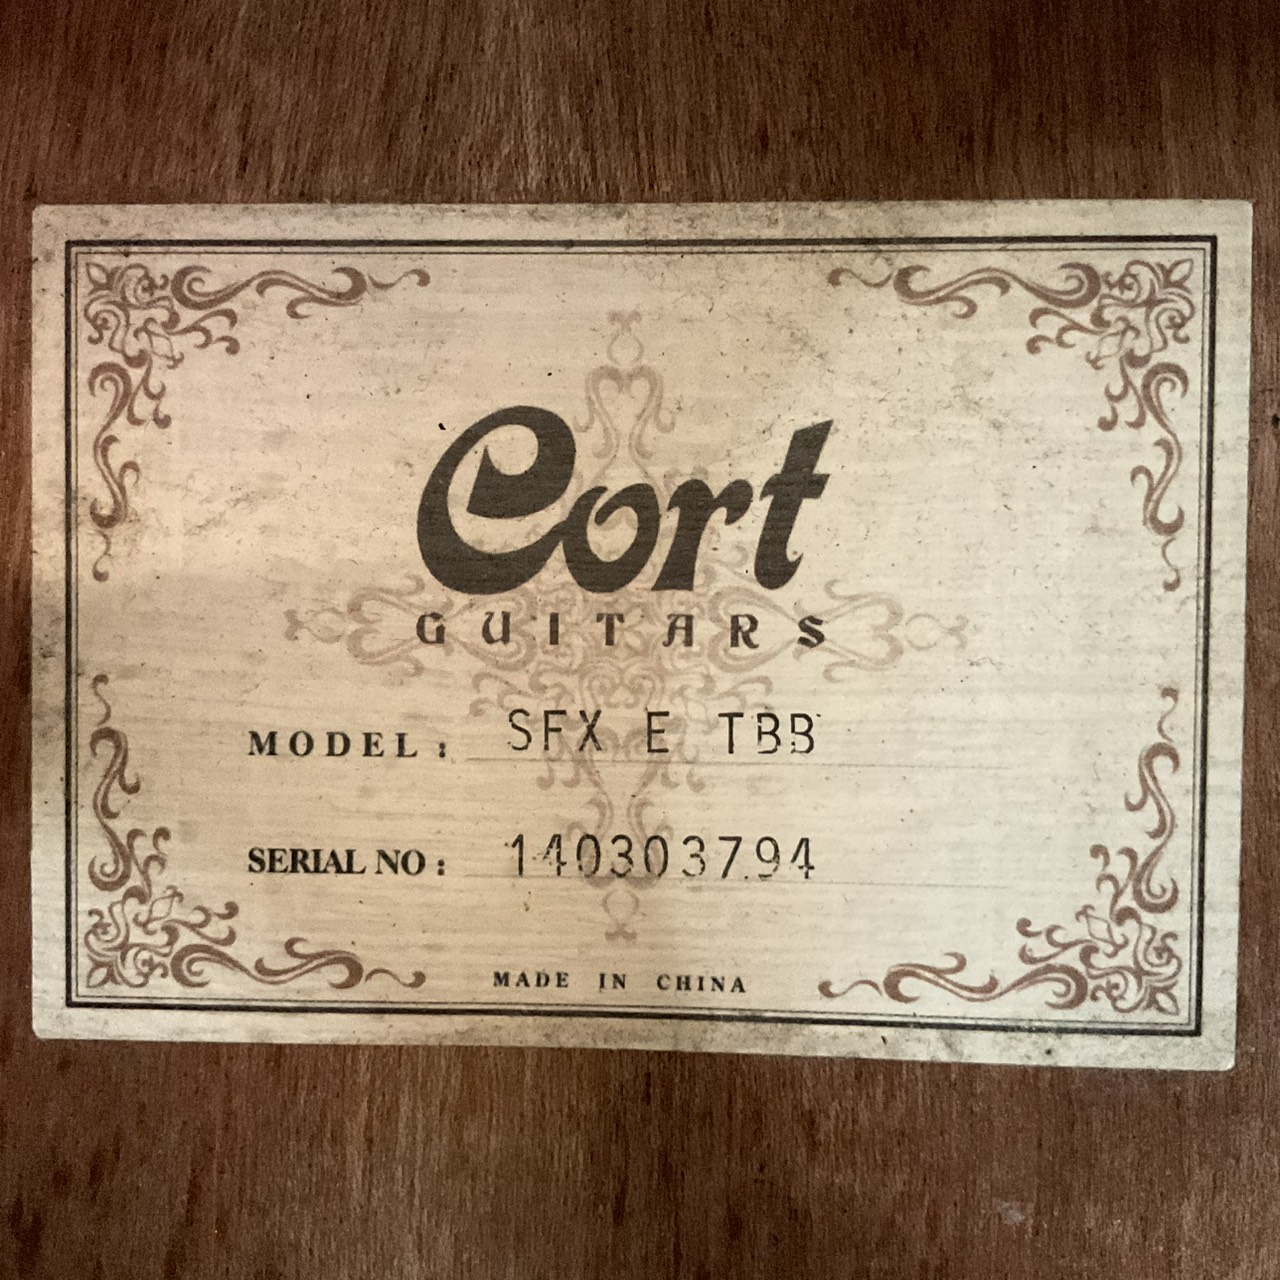 Cort
GUITARS
MODEL : SFX E TBB
SERIAL NO : 140303794
MADE IN CHINA